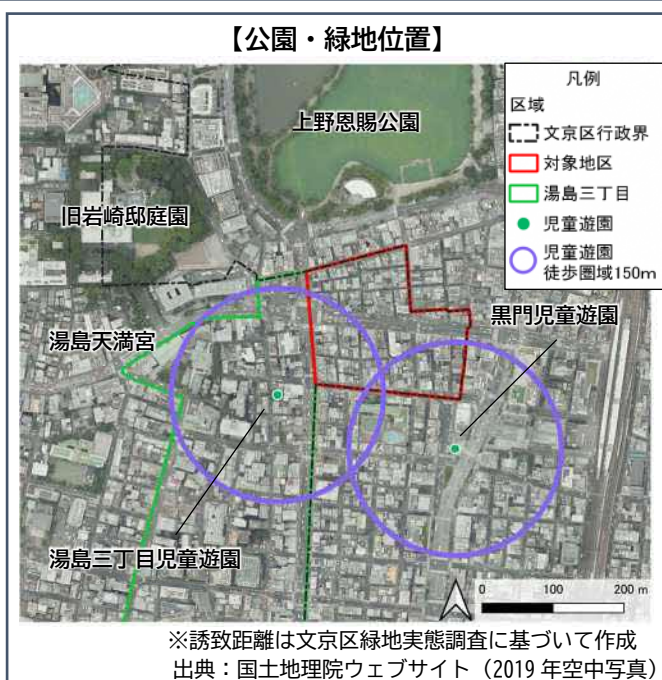 【公園・緑地位置】
上野恩賜公園
凡例
区域
文京区行政界
対象地区
湯島三丁目
児童遊園
児童遊園
徒歩圏域150m
旧岩崎邸庭園
湯島天満宮
黒門児童遊園
湯島三丁目児童遊園
0 100 200 m
※誘致距離は文京区緑地実態調査に基づいて作成
出典：国土地理院ウェブサイト（2019年空中写真）